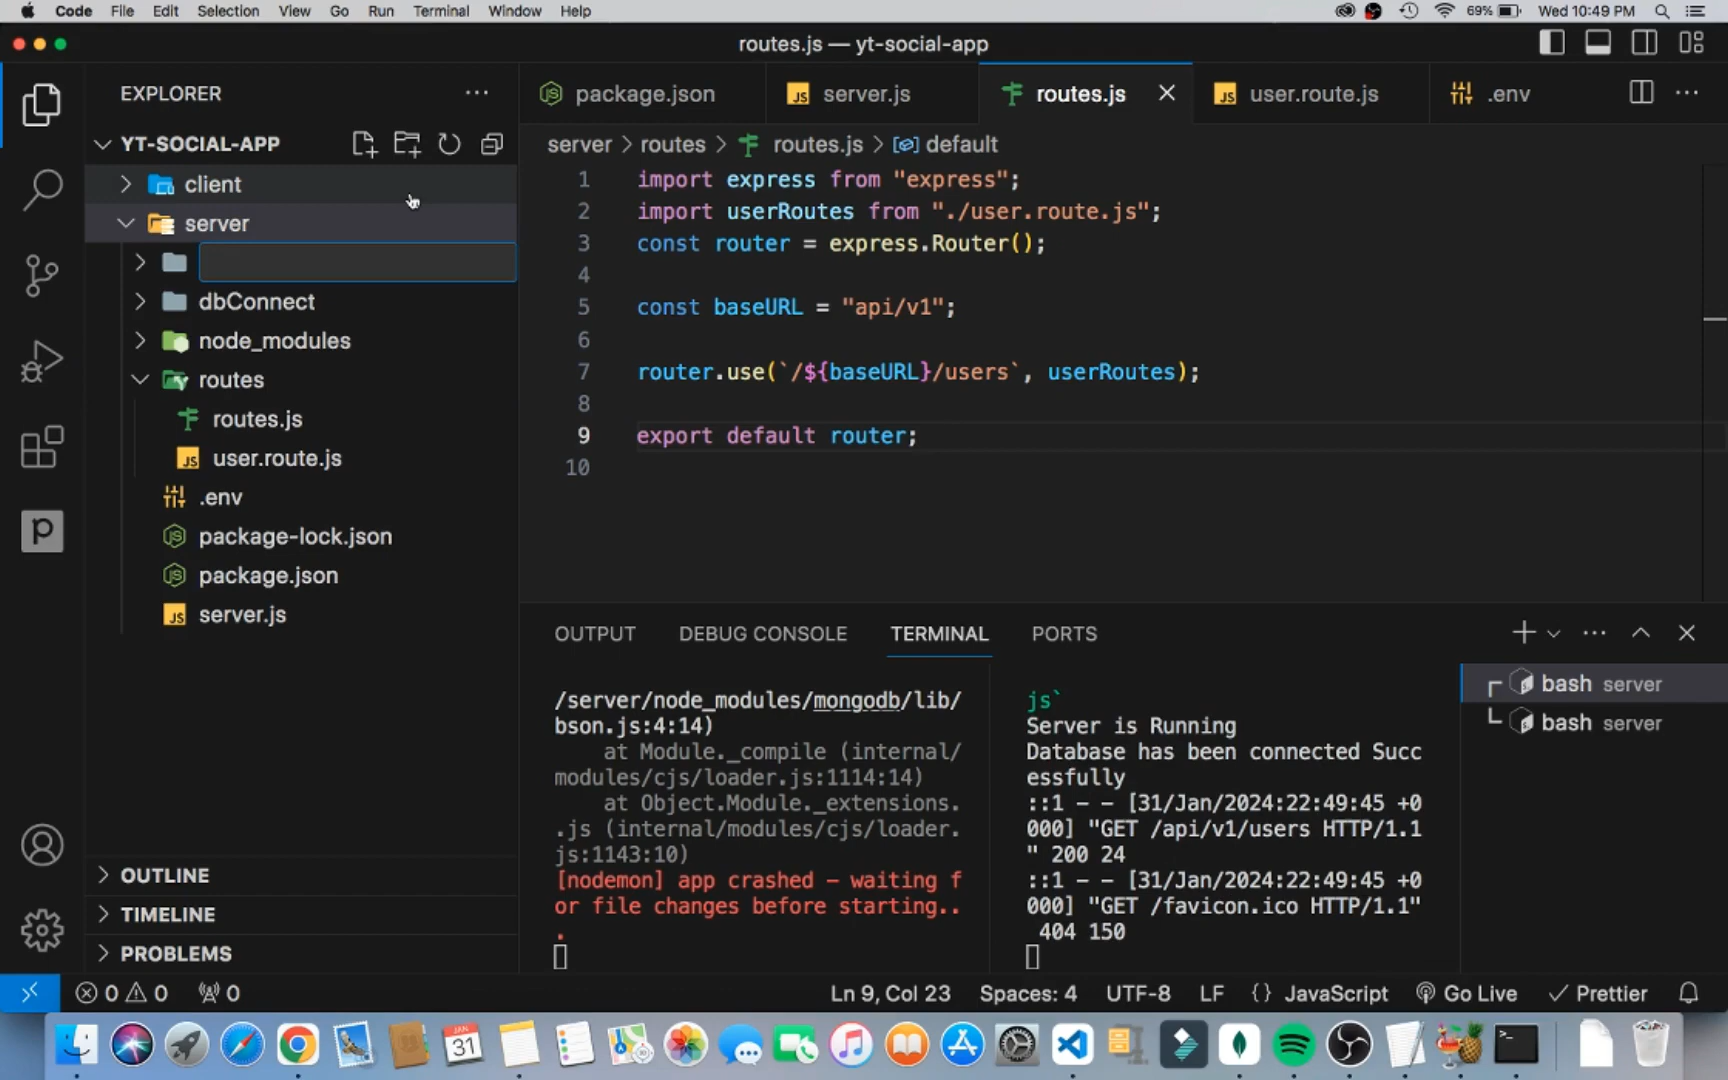 Code File Edit Selection View Go Run Terminal Window Help 69% Wed 10:49 PM
routes.js — yt-social-app
EXPLORER
package.json server.js routes.js user.route.js .env
YT-SOCIAL-APP
server > routes > routes.js > default
client
server
dbConnect
node_modules
routes
routes.js
user.route.js
.env
package-lock.json
package.json
server.js
1 import express from "express";
2 import userRoutes from "./user.route.js";
3 const router = express.Router();
4
5 const baseURL = "api/v1";
6
7 router.use(`/${baseURL}/users`, userRoutes);
8
9 export default router;
10
OUTPUT DEBUG CONSOLE TERMINAL PORTS
/server/node_modules/mongodb/lib/
bson.js:4:14)
at Module._compile (internal/
modules/cjs/loader.js:1114:14)
at Object.Module._extensions.
.js (internal/modules/cjs/loader.
js:1143:10)
[nodemon] app crashed – waiting f
or file changes before starting..
.
js`
Server is Running
Database has been connected Succ
essfully
::1 - - [31/Jan/2024:22:49:45 +0
000] "GET /api/v1/users HTTP/1.1
" 200 24
::1 - - [31/Jan/2024:22:49:45 +0
000] "GET /favicon.ico HTTP/1.1"
404 150
bash server
bash server
OUTLINE
TIMELINE
PROBLEMS
0 0 0 Ln 9, Col 23 Spaces: 4 UTF-8 LF {} JavaScript Go Live Prettier
JAN
31